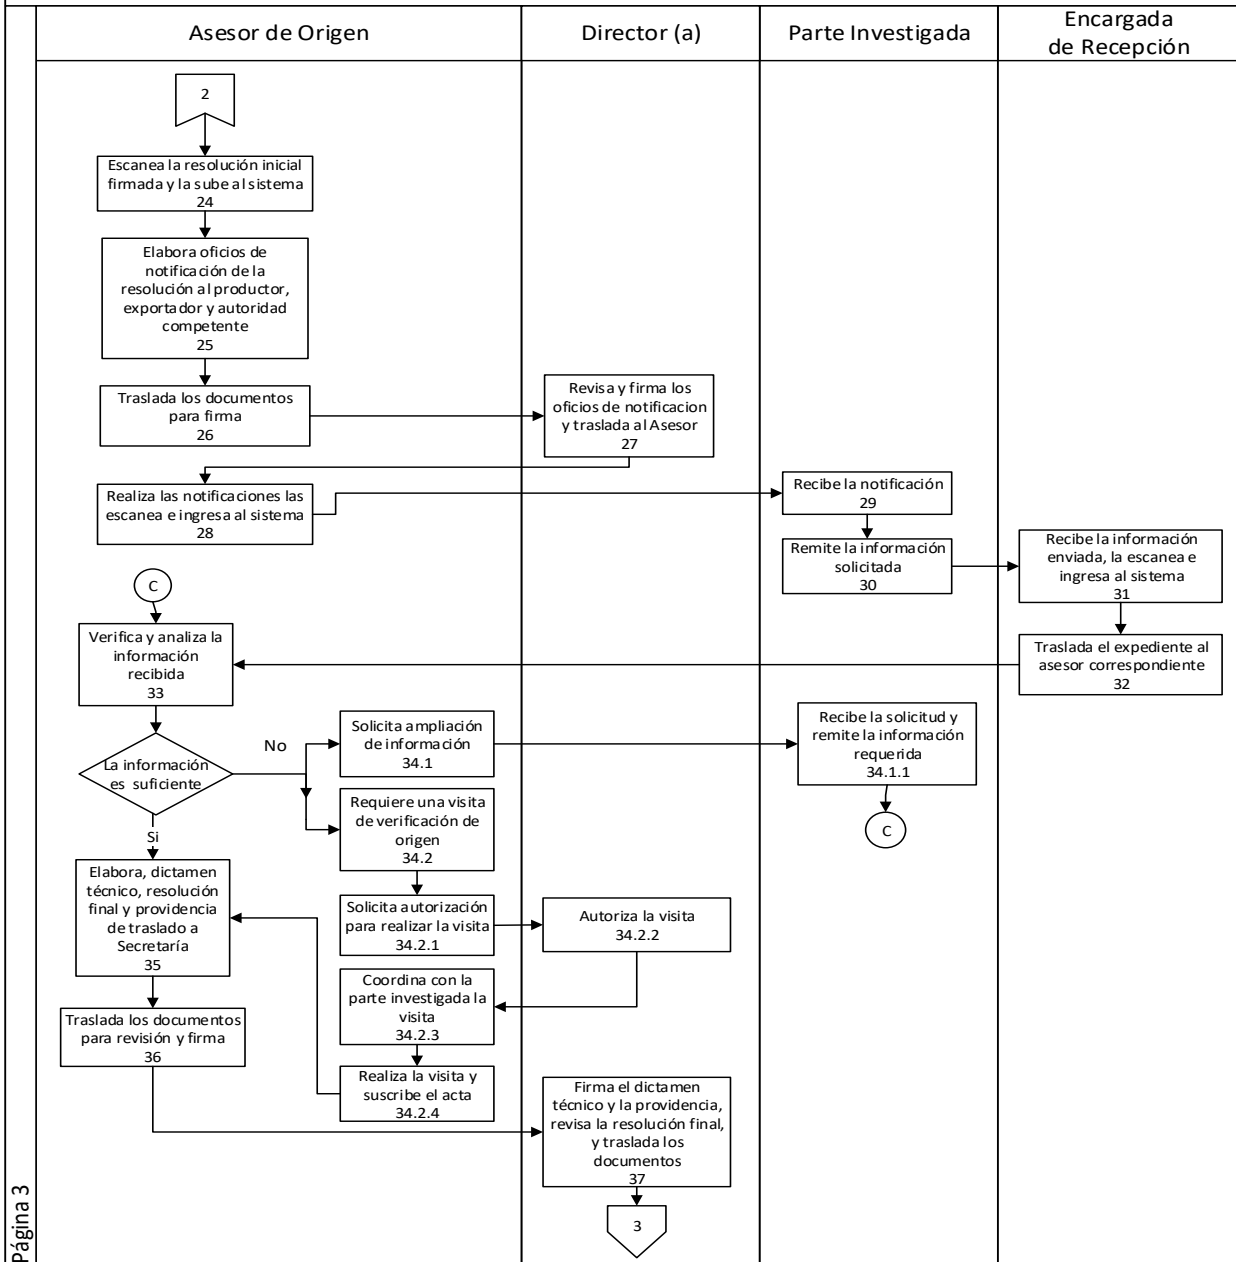 Asesor de Origen
Director (a)
Parte Investigada
Encargada
de Recepción
2
Escanea la resolución inicial
firmada y la sube al sistema
24
Elabora oficios de
notificación de la
resolución al productor,
exportador y autoridad
competente
25
Traslada los documentos
para firma
26
Revisa y firma los
oficios de notificacion
y traslada al Asesor
27
Realiza las notificaciones las
escanea e ingresa al sistema
28
Recibe la notificación
29
Remite la información
solicitada
30
Recibe la información
enviada, la escanea e
ingresa al sistema
31
Traslada el expediente al
asesor correspondiente
32
C
Verifica y analiza la
información
recibida
33
La información
es suficiente
No
Si
Solicita ampliación
de información
34.1
Recibe la solicitud y
remite la información
requerida
34.1.1
C
Requiere una visita
de verificación de
origen
34.2
Solicita autorización
para realizar la visita
34.2.1
Autoriza la visita
34.2.2
Coordina con la
parte investigada la
visita
34.2.3
Realiza la visita y
suscribe el acta
34.2.4
Elabora, dictamen
técnico, resolución
final y providencia
de traslado a
Secretaría
35
Traslada los documentos
para revisión y firma
36
Firma el dictamen
técnico y la providencia,
revisa la resolución final,
y traslada los
documentos
37
3
Página 3